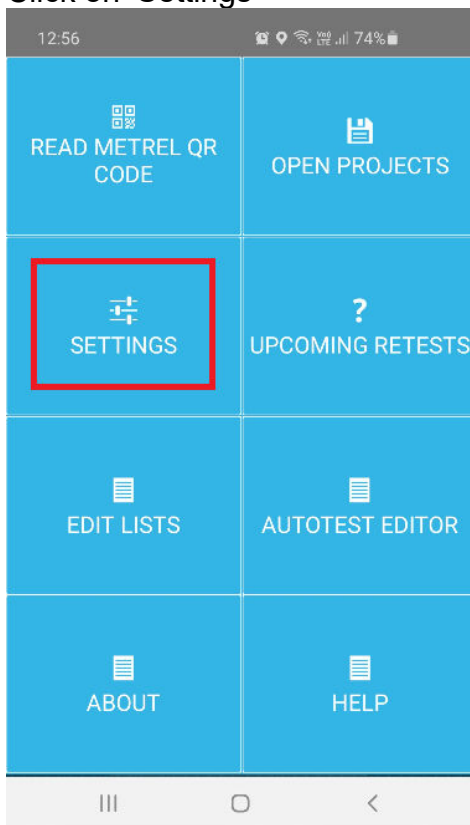 12:56 74%
READ METREL QR
CODE
OPEN PROJECTS
SETTINGS
UPCOMING RETESTS
EDIT LISTS
AUTOTEST EDITOR
ABOUT
HELP